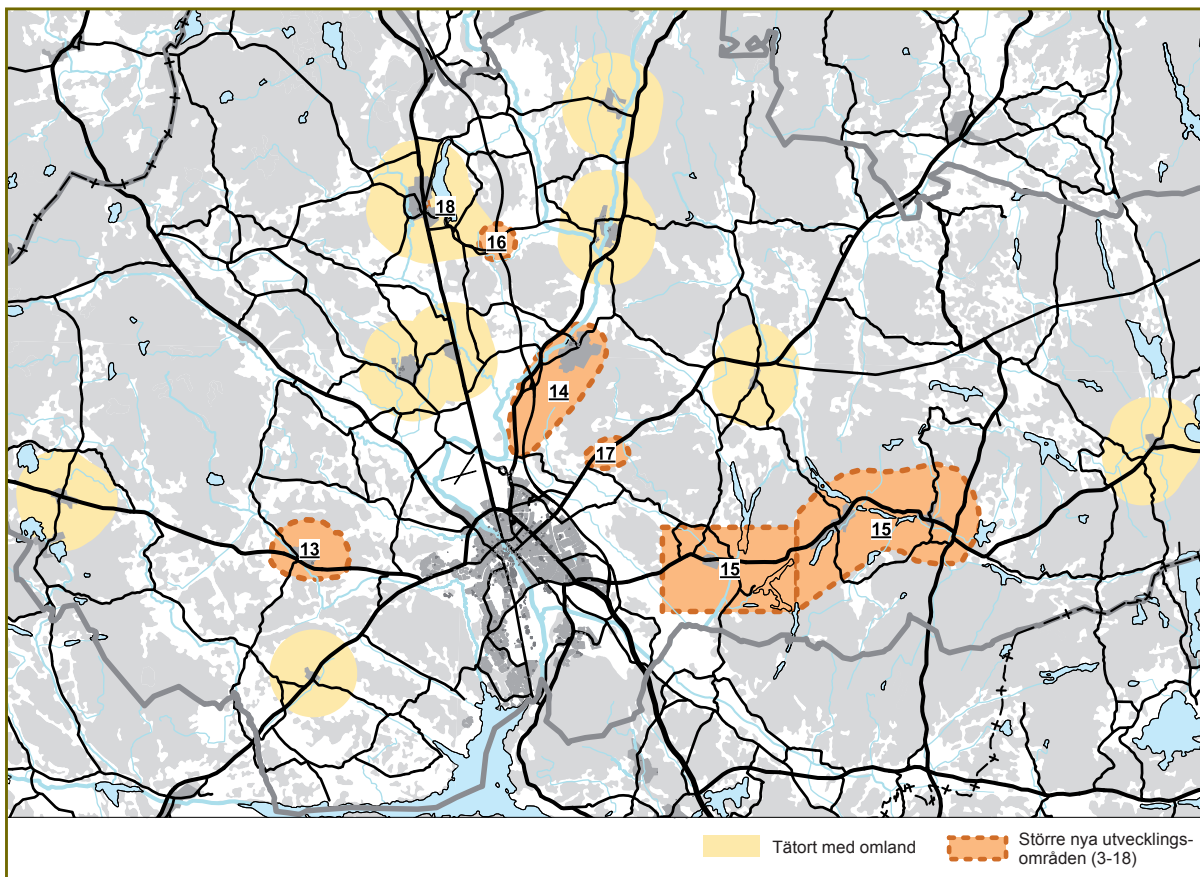 18
16
14
17
13
15
15
Tätort med omland
Större nya utvecklings-
områden (3-18)